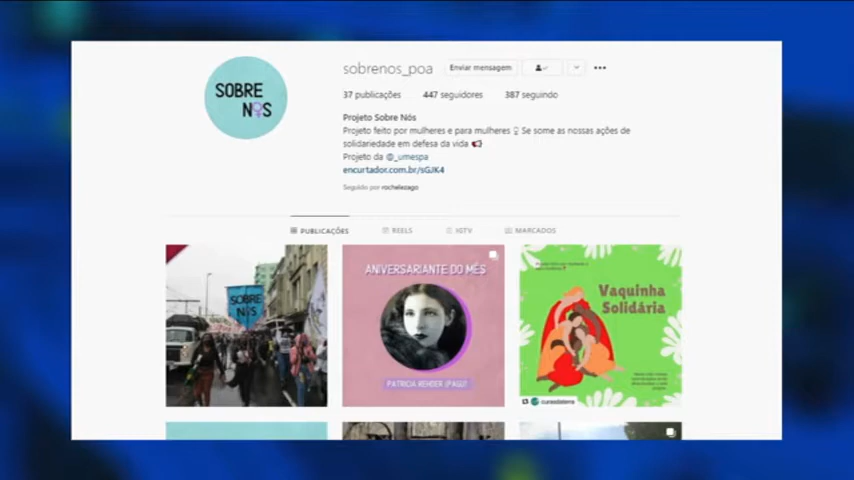 SOBRE
NÓS
sobrenos_poa
Enviar mensagem
37 publicações
447 seguidores
387 seguindo
Projeto Sobre Nós
Projeto feito por mulheres e para mulheres ♀ Se some as nossas ações de
solidariedade em defesa da vida 📢
Projeto da @_umespa
encurtador.com.br/sGJK4
Seguido por rochelezago
PUBLICAÇÕES
REELS
IGTV
MARCADOS
SOBRE
NÓS
ANIVERSARIANTE DO MÊS
PATRICIA REHDER (PAGU)
Vaquinha
Solidária